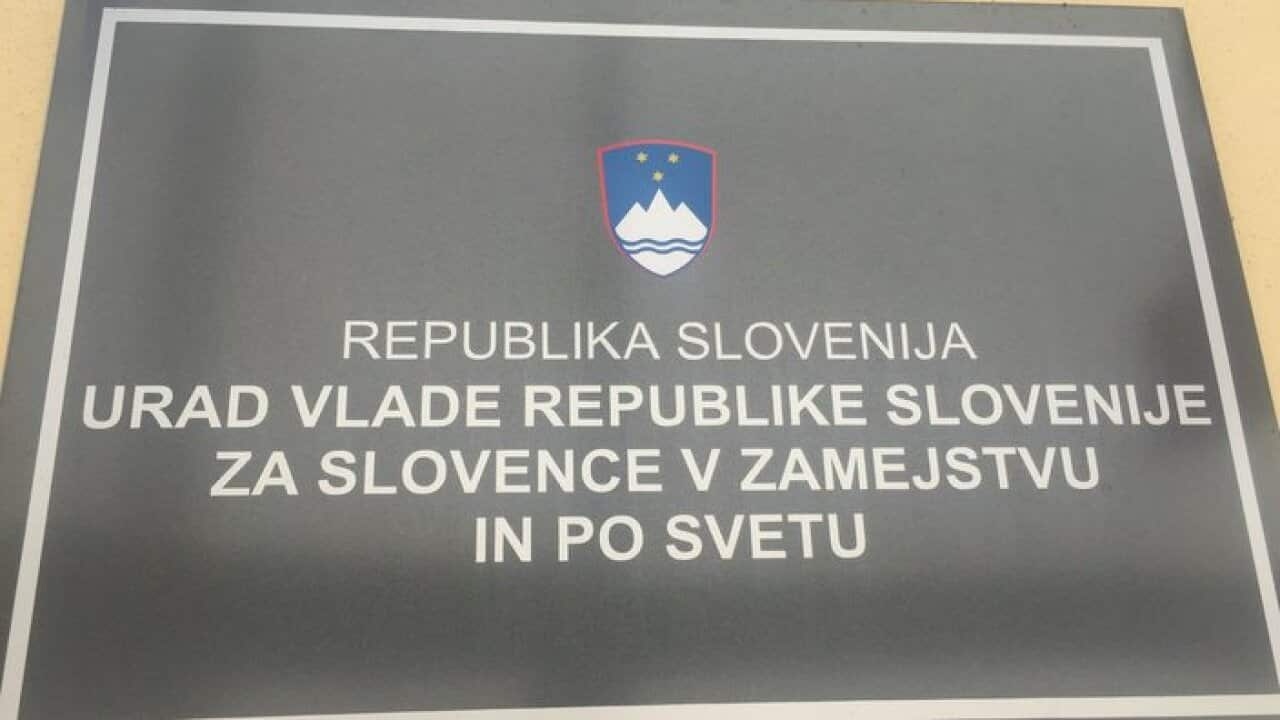 REPUBLIKA SLOVENIJA
URAD VLADE REPUBLIKE SLOVENIJE
ZA SLOVENCE V ZAMEJSTVU
IN PO SVETU